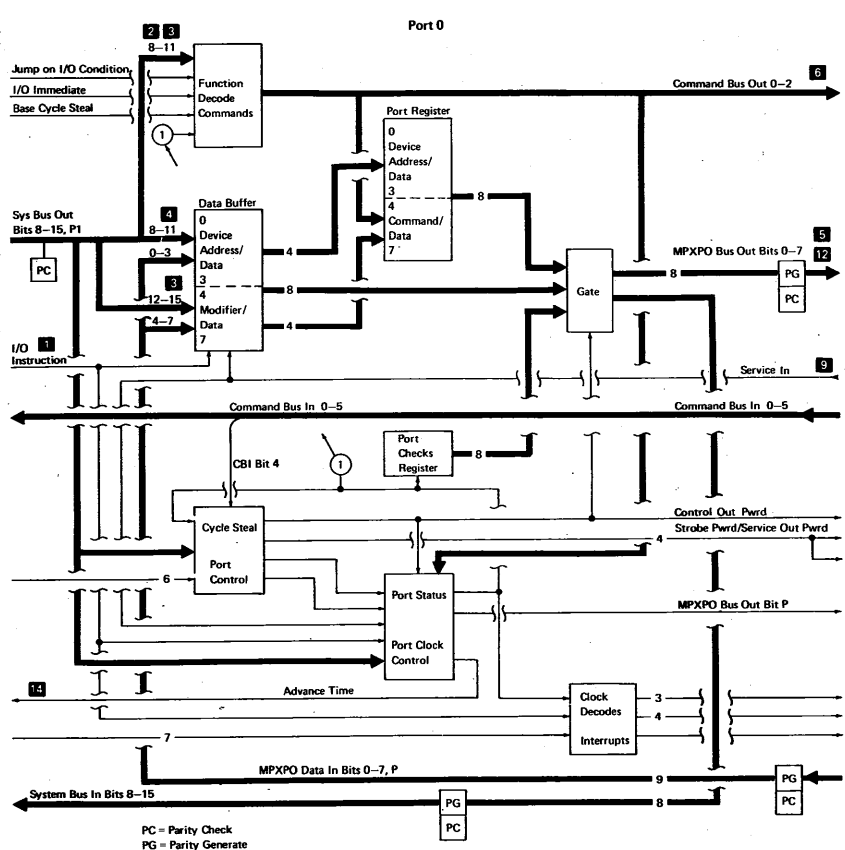 Port 0
2 3
8–11
Jump on I/O Condition
I/O Immediate
Base Cycle Steal
Function
Decode
Commands
1
Command Bus Out 0–2
6
Port Register
0
Device
Address/
Data
3
4
Command/
Data
7
8
Sys Bus Out
Bits 8–15, P1
PC
Data Buffer
4
8–11
0–3
3
12–15
4–7
0
Device
Address/
Data
3
4
Modifier/
Data
7
4
8
4
Gate
MPXPO Bus Out Bits 0–7
8
5
12
PG
PC
I/O
Instruction
1
Service In
9
Command Bus In 0–5
Command Bus In 0–5
CBI Bit 4
1
Port
Checks
Register
8
Cycle Steal
Port
Control
6
Control Out Pwrd
Strobe Pwrd/Service Out Pwrd
4
Port Status
Port Clock
Control
MPXPO Bus Out Bit P
14
Advance Time
Clock
Decodes
Interrupts
3
4
7
MPXPO Data In Bits 0–7, P
9
PG
PC
System Bus In Bits 8–15
PG
PC
8
PC = Parity Check
PG = Parity Generate